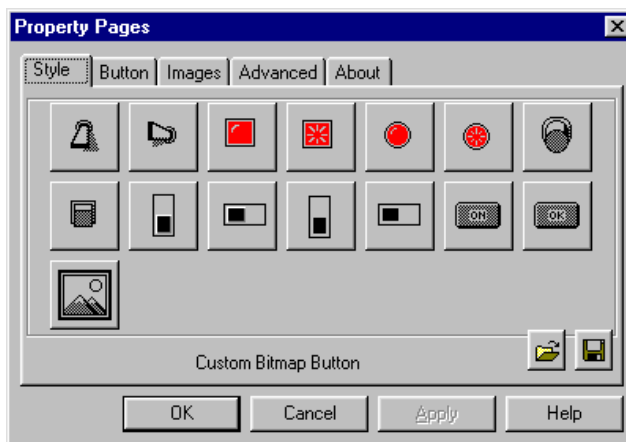 Property Pages
Style Button Images Advanced About
ON OK
Custom Bitmap Button
OK Cancel Apply Help